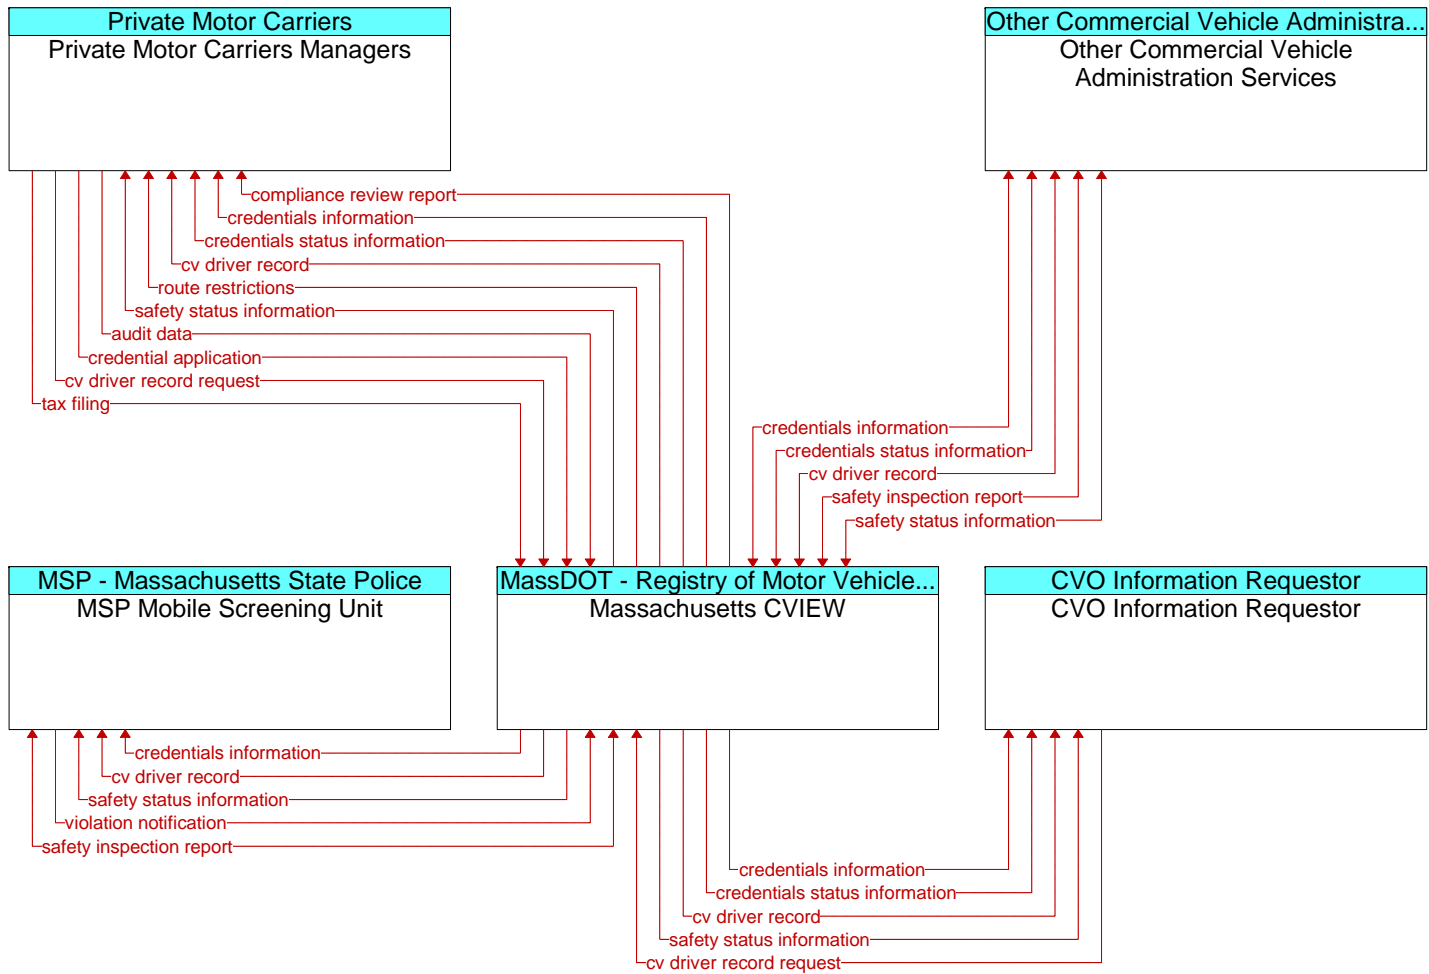 Private Motor Carriers
Private Motor Carriers Managers
Other Commercial Vehicle Administra...
Other Commercial Vehicle
Administration Services
compliance review report
credentials information
credentials status information
cv driver record
route restrictions
safety status information
audit data
credential application
cv driver record request
tax filing
credentials information
credentials status information
cv driver record
safety inspection report
safety status information
MSP - Massachusetts State Police
MSP Mobile Screening Unit
MassDOT - Registry of Motor Vehicle...
Massachusetts CVIEW
CVO Information Requestor
CVO Information Requestor
credentials information
cv driver record
safety status information
violation notification
safety inspection report
credentials information
credentials status information
cv driver record
safety status information
cv driver record request